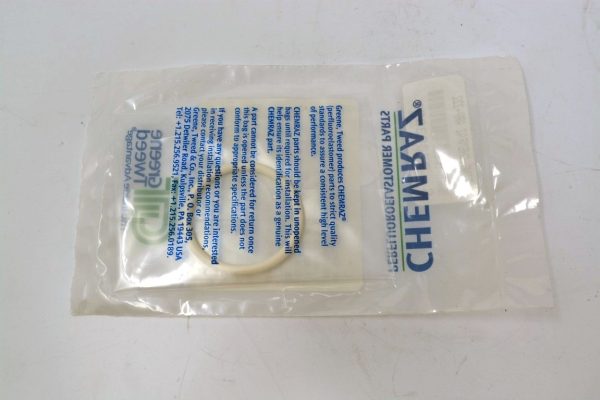 Greene, Tweed produces CHEMRAZ®
(perfluoroelastomer) parts to strict quality
standards to assure a consistent high level
of performance.
CHEMRAZ parts should be kept in unopened
bags until required for installation. This will
help ensure its identification as a genuine
CHEMRAZ part.
A part cannot be considered for return once
this bag is opened unless the part does not
conform to appropriate specifications.
If you have any questions or you are interested
in receiving installation recommendations,
please contact your distributor or
Greene, Tweed & Co., Inc., P. O. Box 305,
2075 Detwiler Road, Kulpsville, PA 19443 USA
Tel: +1.215.256.9521, Fax: +1.215.256.0189.
CHEMRAZ®
PERFLUOROELASTOMER PARTS
Greene
Tweed